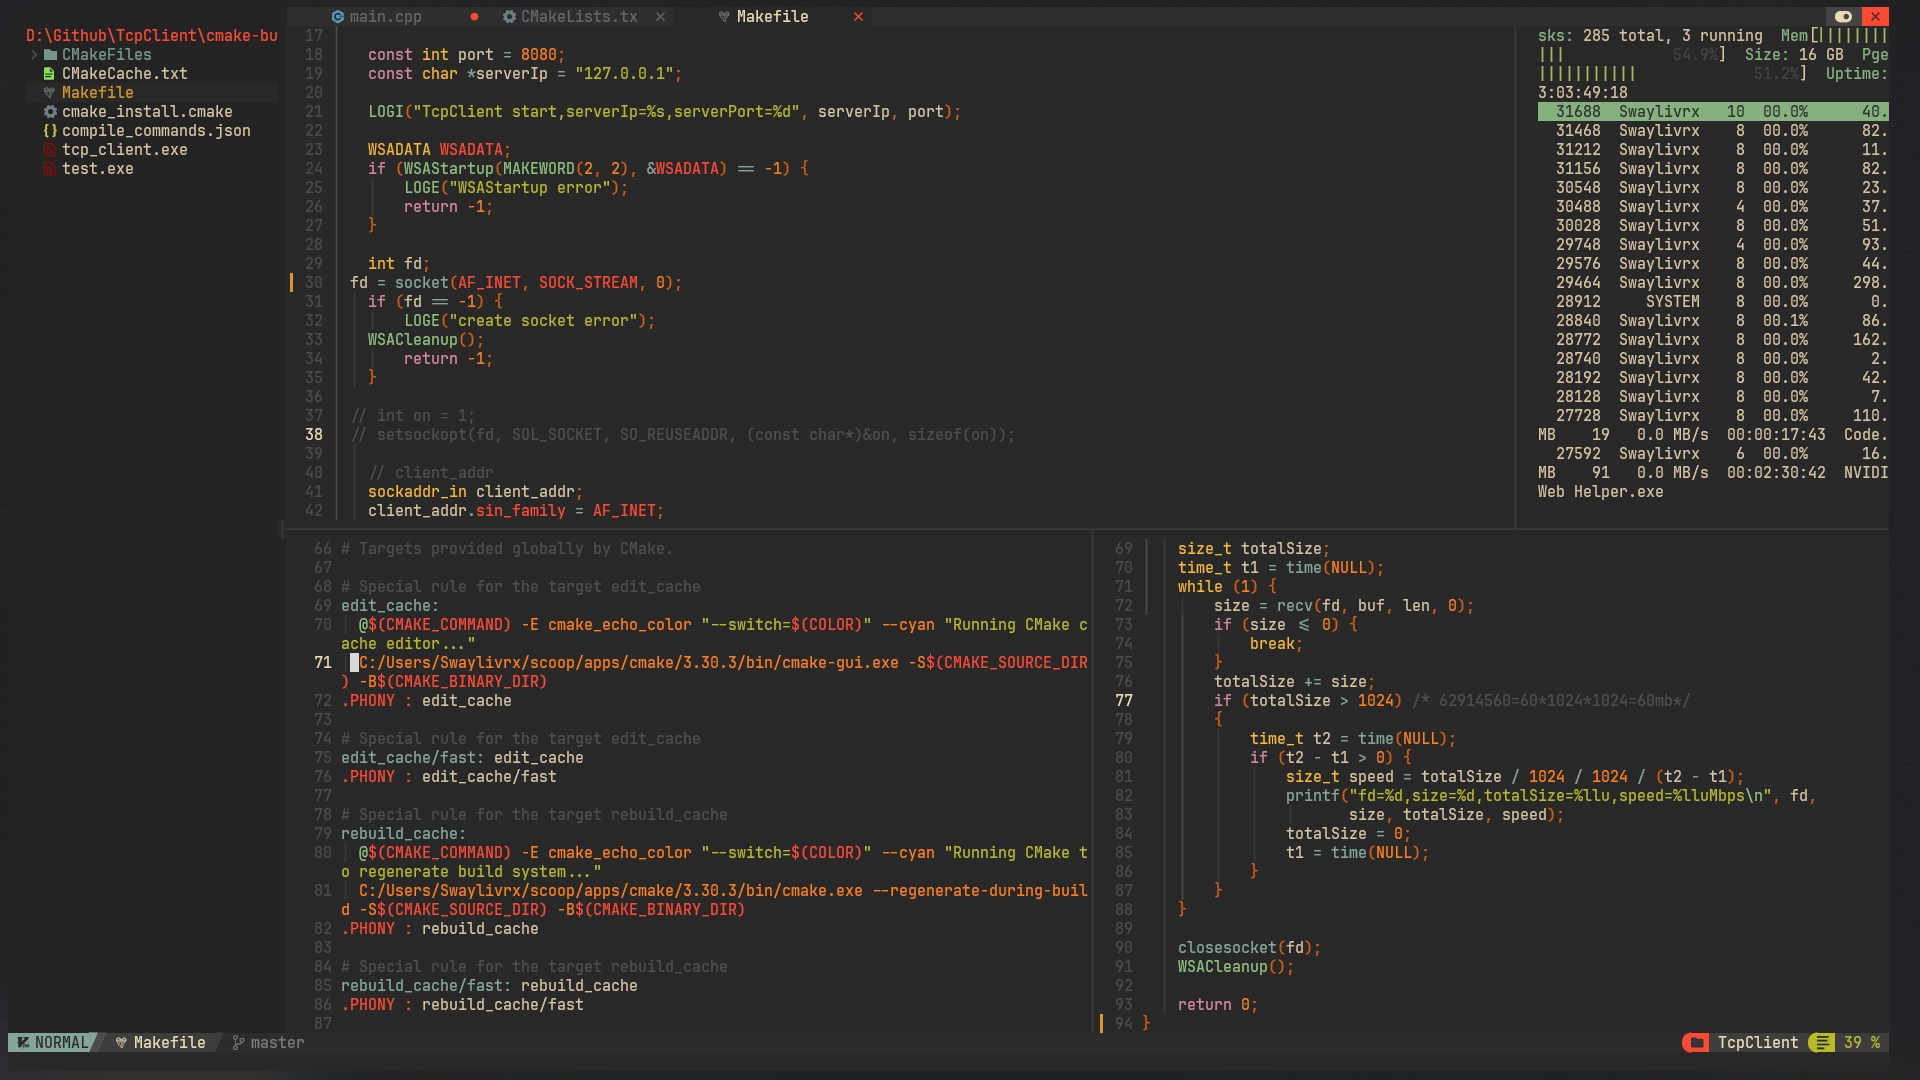 main.cpp
CMakeLists.tx
Makefile
D:\Github\TcpClient\cmake-bu
CMakeFiles
CMakeCache.txt
Makefile
cmake_install.cmake
compile_commands.json
tcp_client.exe
test.exe
17
18 const int port = 8080;
19 const char *serverIp = "127.0.0.1";
20
21 LOGI("TcpClient start,serverIp=%s,serverPort=%d", serverIp, port);
22
23 WSADATA WSADATA;
24 if (WSAStartup(MAKEWORD(2, 2), &WSADATA) == -1) {
25 LOGE("WSAStartup error");
26 return -1;
27 }
28
29 int fd;
30 fd = socket(AF_INET, SOCK_STREAM, 0);
31 if (fd == -1) {
32 LOGE("create socket error");
33 WSACleanup();
34 return -1;
35 }
36
37 // int on = 1;
38 // setsockopt(fd, SOL_SOCKET, SO_REUSEADDR, (const char*)&on, sizeof(on));
39
40 // client_addr
41 sockaddr_in client_addr;
42 client_addr.sin_family = AF_INET;
sks: 285 total, 3 running Mem[||||||||
||| 54.9%] Size: 16 GB Pge
||||||||||| 51.2%] Uptime:
3:03:49:18
31688 Swaylivrx 10 00.0% 40.
31468 Swaylivrx 8 00.0% 82.
31212 Swaylivrx 8 00.0% 11.
31156 Swaylivrx 8 00.0% 82.
30548 Swaylivrx 8 00.0% 23.
30488 Swaylivrx 4 00.0% 37.
30028 Swaylivrx 8 00.0% 51.
29748 Swaylivrx 4 00.0% 93.
29576 Swaylivrx 8 00.0% 44.
29464 Swaylivrx 8 00.0% 298.
28912 SYSTEM 8 00.0% 0.
28840 Swaylivrx 8 00.1% 86.
28772 Swaylivrx 8 00.0% 162.
28740 Swaylivrx 8 00.0% 2.
28192 Swaylivrx 8 00.0% 42.
28128 Swaylivrx 8 00.0% 7.
27728 Swaylivrx 8 00.0% 110.
MB 19 0.0 MB/s 00:00:17:43 Code.
27592 Swaylivrx 6 00.0% 16.
MB 91 0.0 MB/s 00:02:30:42 NVIDI
Web Helper.exe
66 # Targets provided globally by CMake.
67
68 # Special rule for the target edit_cache
69 edit_cache:
70 @$(CMAKE_COMMAND) -E cmake_echo_color "--switch=$(COLOR)" --cyan "Running CMake c
ache editor..."
71 C:/Users/Swaylivrx/scoop/apps/cmake/3.30.3/bin/cmake-gui.exe -S$(CMAKE_SOURCE_DIR
) -B$(CMAKE_BINARY_DIR)
72 .PHONY : edit_cache
73
74 # Special rule for the target edit_cache
75 edit_cache/fast: edit_cache
76 .PHONY : edit_cache/fast
77
78 # Special rule for the target rebuild_cache
79 rebuild_cache:
80 @$(CMAKE_COMMAND) -E cmake_echo_color "--switch=$(COLOR)" --cyan "Running CMake t
o regenerate build system..."
81 C:/Users/Swaylivrx/scoop/apps/cmake/3.30.3/bin/cmake.exe --regenerate-during-buil
d -S$(CMAKE_SOURCE_DIR) -B$(CMAKE_BINARY_DIR)
82 .PHONY : rebuild_cache
83
84 # Special rule for the target rebuild_cache
85 rebuild_cache/fast: rebuild_cache
86 .PHONY : rebuild_cache/fast
87
69 size_t totalSize;
70 time_t t1 = time(NULL);
71 while (1) {
72 size = recv(fd, buf, len, 0);
73 if (size <= 0) {
74 break;
75 }
76 totalSize += size;
77 if (totalSize > 1024) /* 62914560=60*1024*1024=60mb*/
78 {
79 time_t t2 = time(NULL);
80 if (t2 - t1 > 0) {
81 size_t speed = totalSize / 1024 / 1024 / (t2 - t1);
82 printf("fd=%d,size=%d,totalSize=%llu,speed=%lluMbps\n", fd,
83 size, totalSize, speed);
84 totalSize = 0;
85 t1 = time(NULL);
86 }
87 }
88 }
89
90 closesocket(fd);
91 WSACleanup();
92
93 return 0;
94 }
NORMAL Makefile master
TcpClient 39 %